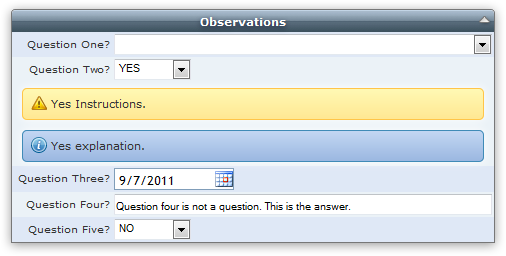 Observations
Question One?
Question Two? YES
Yes Instructions.
Yes explanation.
Question Three? 9/7/2011
Question Four? Question four is not a question. This is the answer.
Question Five? NO